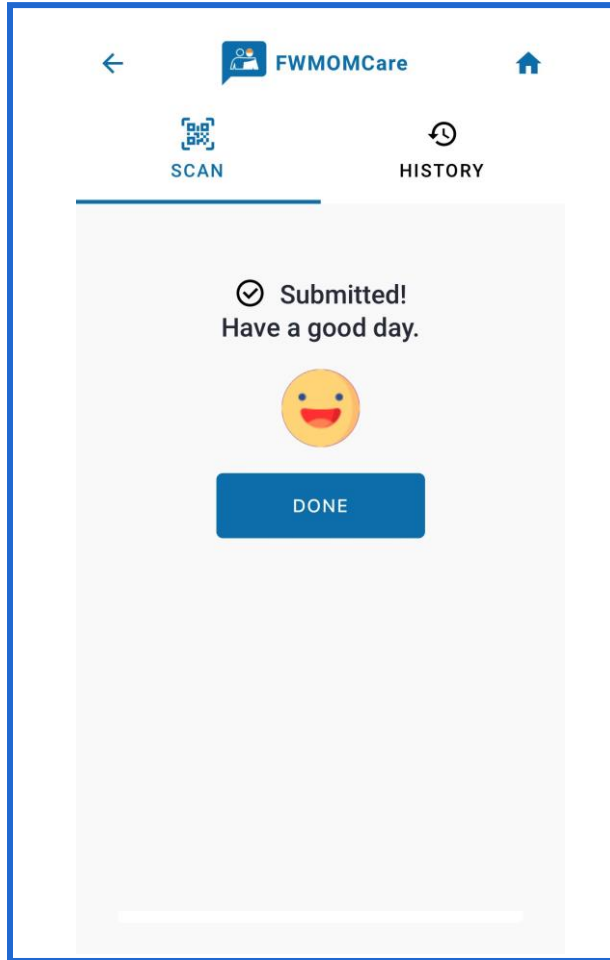 FWMOMCare
SCAN
HISTORY
Submitted!
Have a good day.
DONE